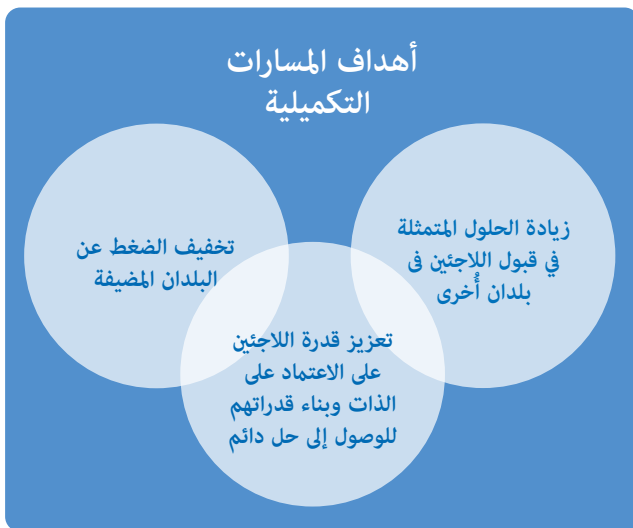 أهداف المسارات
التكميلية
زيادة الحلول المتمثلة
في قبول اللاجئين فى
بلدان أُخرى
تخفيف الضغط عن
البلدان المضيفة
تعزيز قدرة اللاجئين
على الاعتماد على
الذات وبناء قدراتهم
للوصول إلى حل دائم